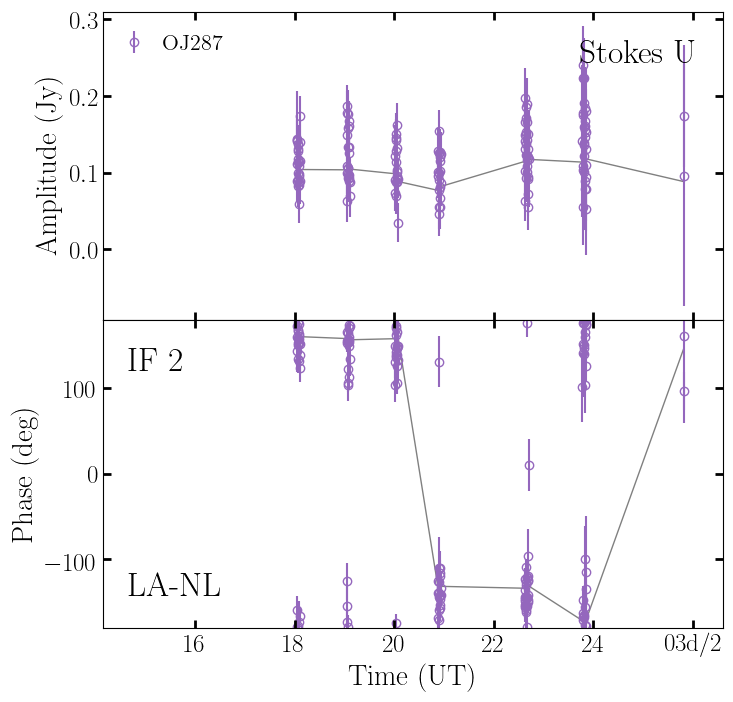 0.3
OJ287
Stokes U
0.2
0.1
0.0
Amplitude (Jy)
IF 2
100
0
−100
Phase (deg)
LA-NL
16
18
20
22
24
03d/2
Time (UT)